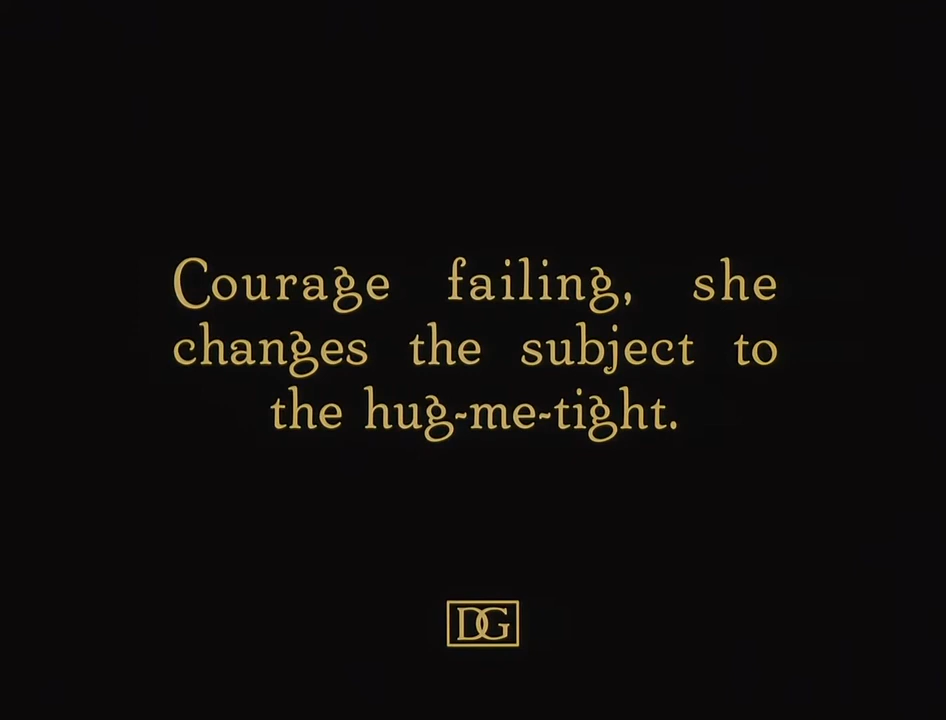 Courage failing, she
changes the subject to
the hug-me-tight.
DG